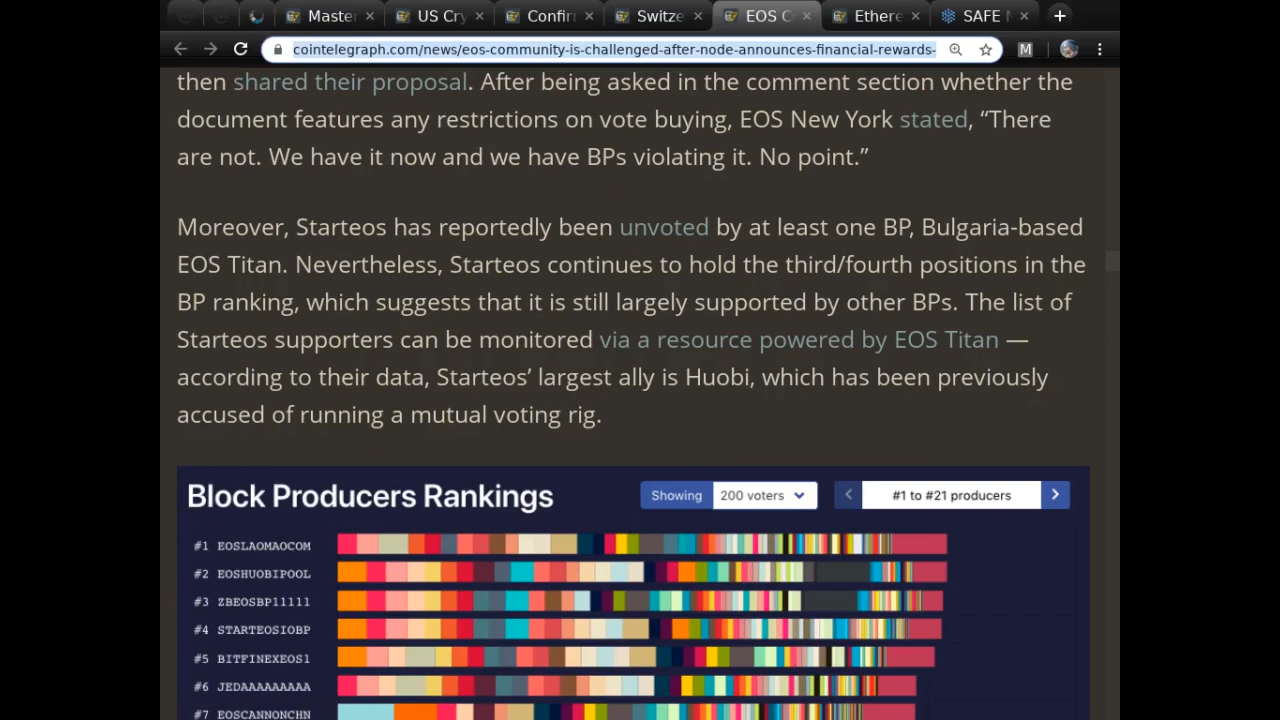 Master
US Cry
Confir
Switze
EOS C
Ethere
SAFE N
cointelegraph.com/news/eos-community-is-challenged-after-node-announces-financial-rewards-
M
then shared their proposal. After being asked in the comment section whether the
document features any restrictions on vote buying, EOS New York stated, “There
are not. We have it now and we have BPs violating it. No point.”
Moreover, Starteos has reportedly been unvoted by at least one BP, Bulgaria-based
EOS Titan. Nevertheless, Starteos continues to hold the third/fourth positions in the
BP ranking, which suggests that it is still largely supported by other BPs. The list of
Starteos supporters can be monitored via a resource powered by EOS Titan —
according to their data, Starteos’ largest ally is Huobi, which has been previously
accused of running a mutual voting rig.
Block Producers Rankings
Showing 200 voters
#1 to #21 producers
#1 EOSLAOMAOCOM
#2 EOSHUOBIPOOL
#3 ZBEOSBP11111
#4 STARTEOSIOBP
#5 BITFINEXEOS1
#6 JEDAAAAAAAAA
#7 EOSCANNONCHN